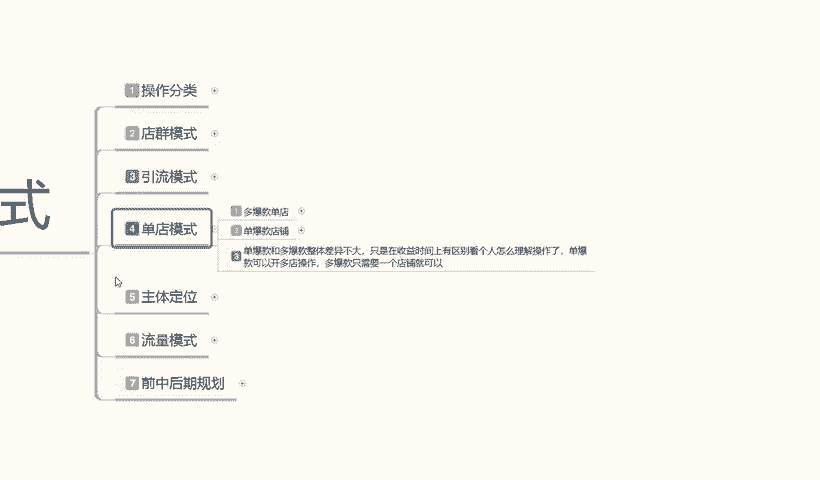 1 操作分类
2 店群模式
3 引流模式
式
4 单店模式
1 多爆款单店
2 单爆款店铺
3 单爆款和多爆款整体差异不大，只是在收益时间上有区别看个人怎么理解操作了，单爆
款可以开多店操作，多爆款只需要一个店铺就可以
5 主体定位
6 流量模式
7 前中后期规划